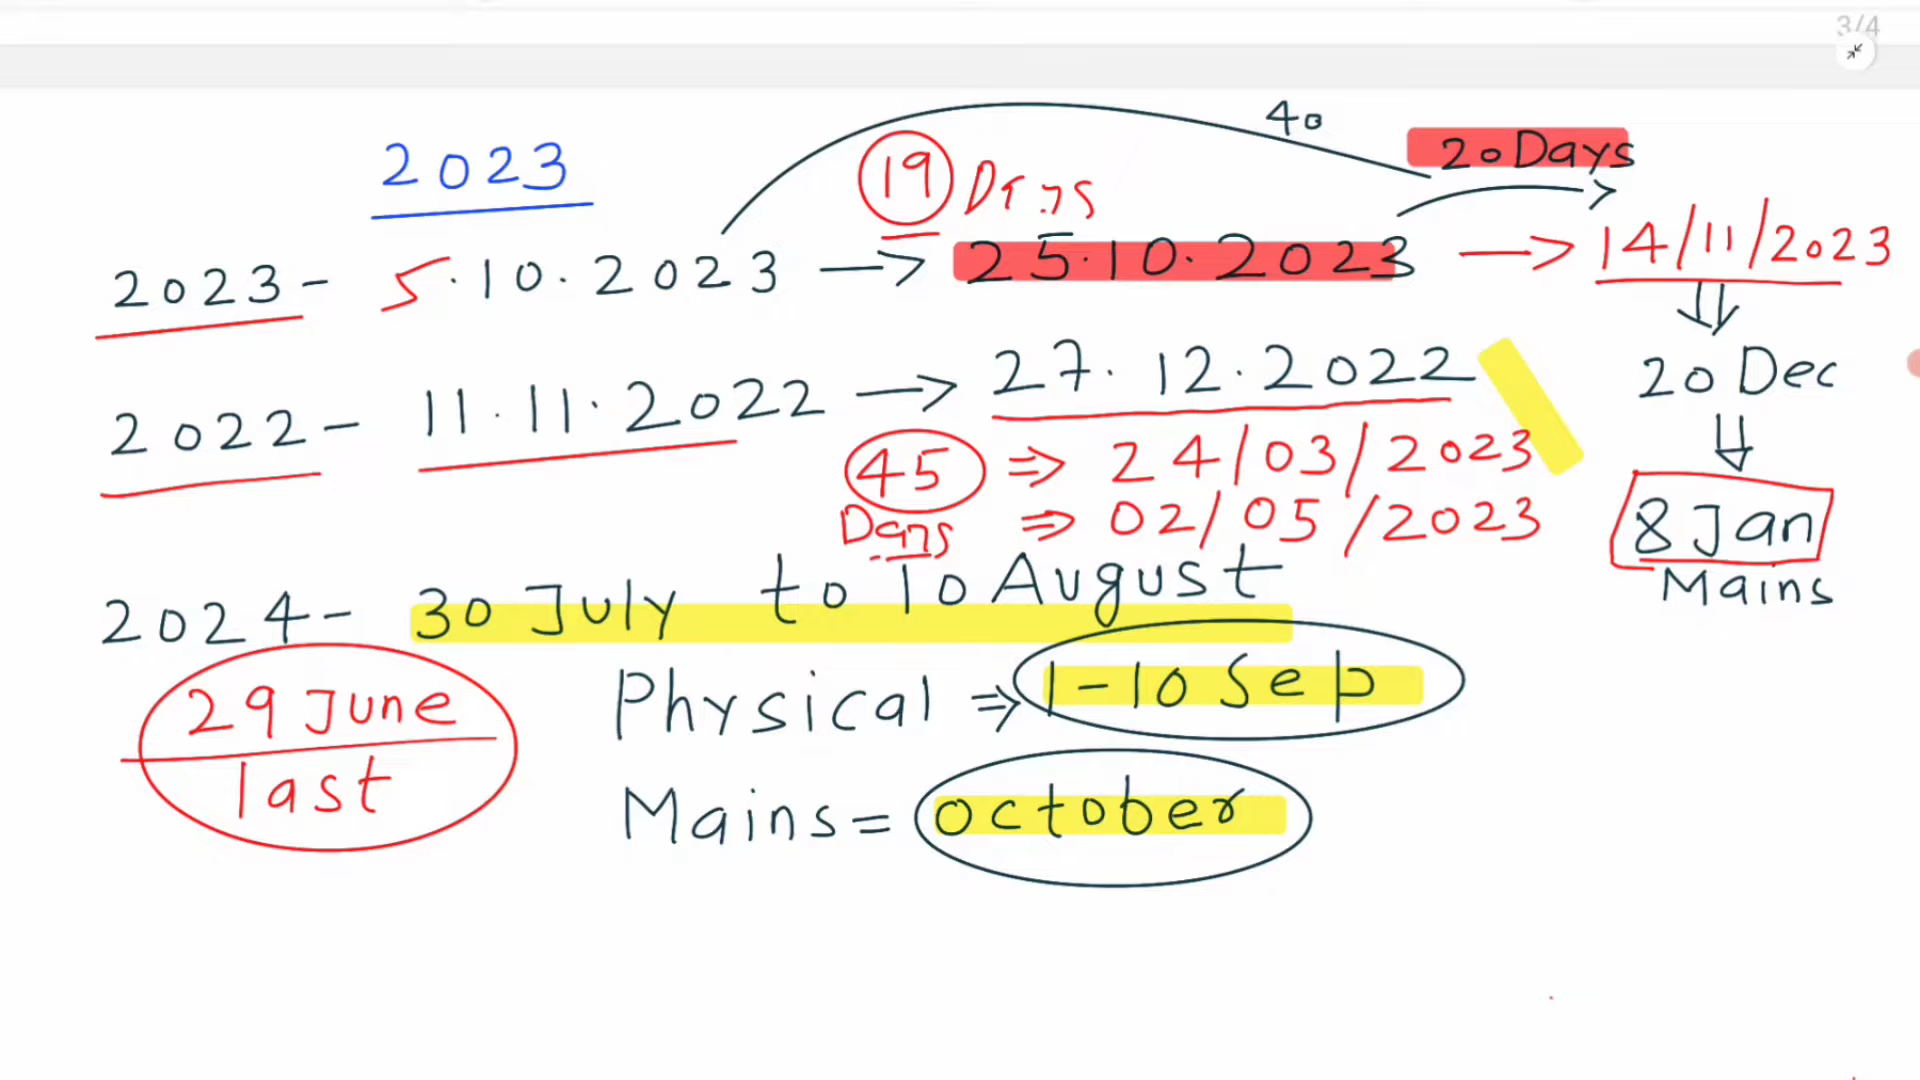 3/4
40
20 Days
2023
19 Days
2023 - 5.10.2023 → 25.10.2023 → 14/11/2023
20 Dec
2022 - 11.11.2022 → 27.12.2022
45 ⇒ 24/03/2023
Days ⇒ 02/05/2023
8 Jan
Mains
2024 - 30 July to 10 August
29 June
last
Physical ⇒ 1-10 Sep
Mains = october